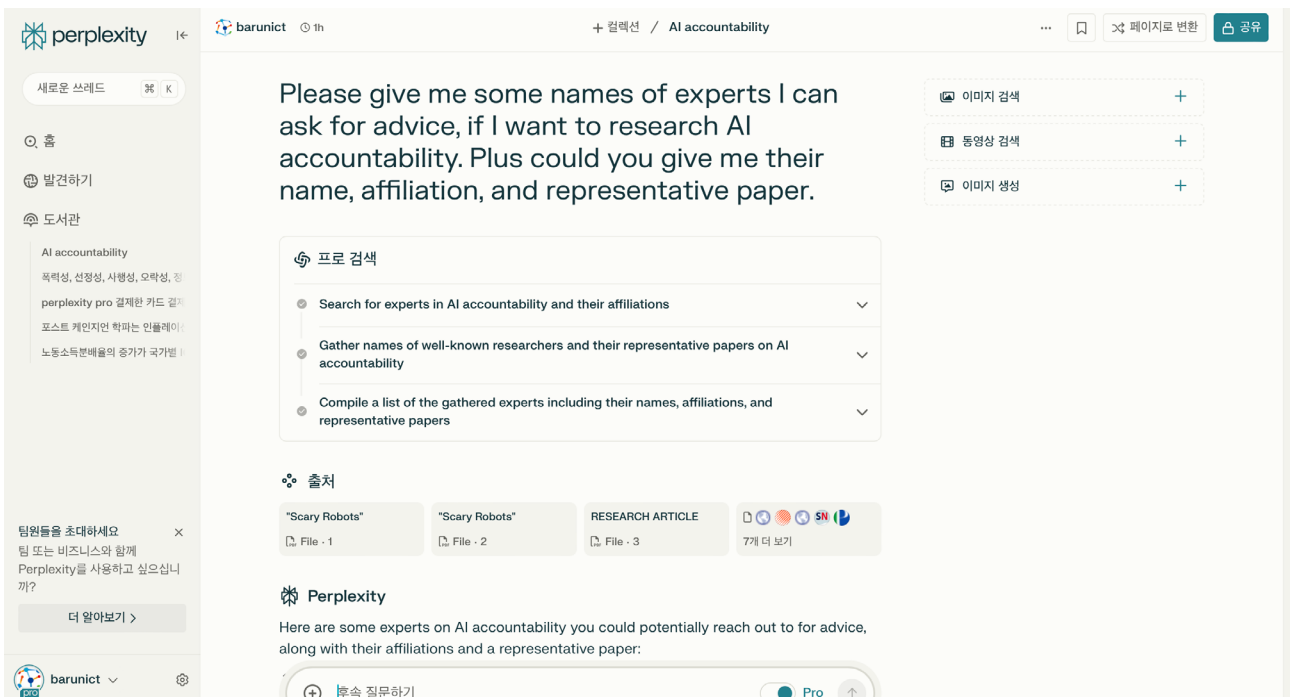 perplexity
새로운 쓰레드 ⌘ K
홈
발견하기
도서관
AI accountability
폭력성, 선정성, 사행성, 오락성, 정
perplexity pro 결제한 카드 결제
포스트 케인지언 학파는 인플레이션
노동소득분배율의 증가가 국가별
팀원들을 초대하세요
팀 또는 비즈니스와 함께
Perplexity를 사용하고 싶으십니
까?
더 알아보기
barunict
pro
barunict 1h
컬렉션 / AI accountability
페이지로 변환
공유
Please give me some names of experts I can
ask for advice, if I want to research AI
accountability. Plus could you give me their
name, affiliation, and representative paper.
프로 검색
Search for experts in AI accountability and their affiliations
Gather names of well-known researchers and their representative papers on AI
accountability
Compile a list of the gathered experts including their names, affiliations, and
representative papers
출처
"Scary Robots"
File · 1
"Scary Robots"
File · 2
RESEARCH ARTICLE
File · 3
SN
7개 더 보기
Perplexity
Here are some experts on AI accountability you could potentially reach out to for advice,
along with their affiliations and a representative paper:
후속 질문하기
Pro
이미지 검색
동영상 검색
이미지 생성